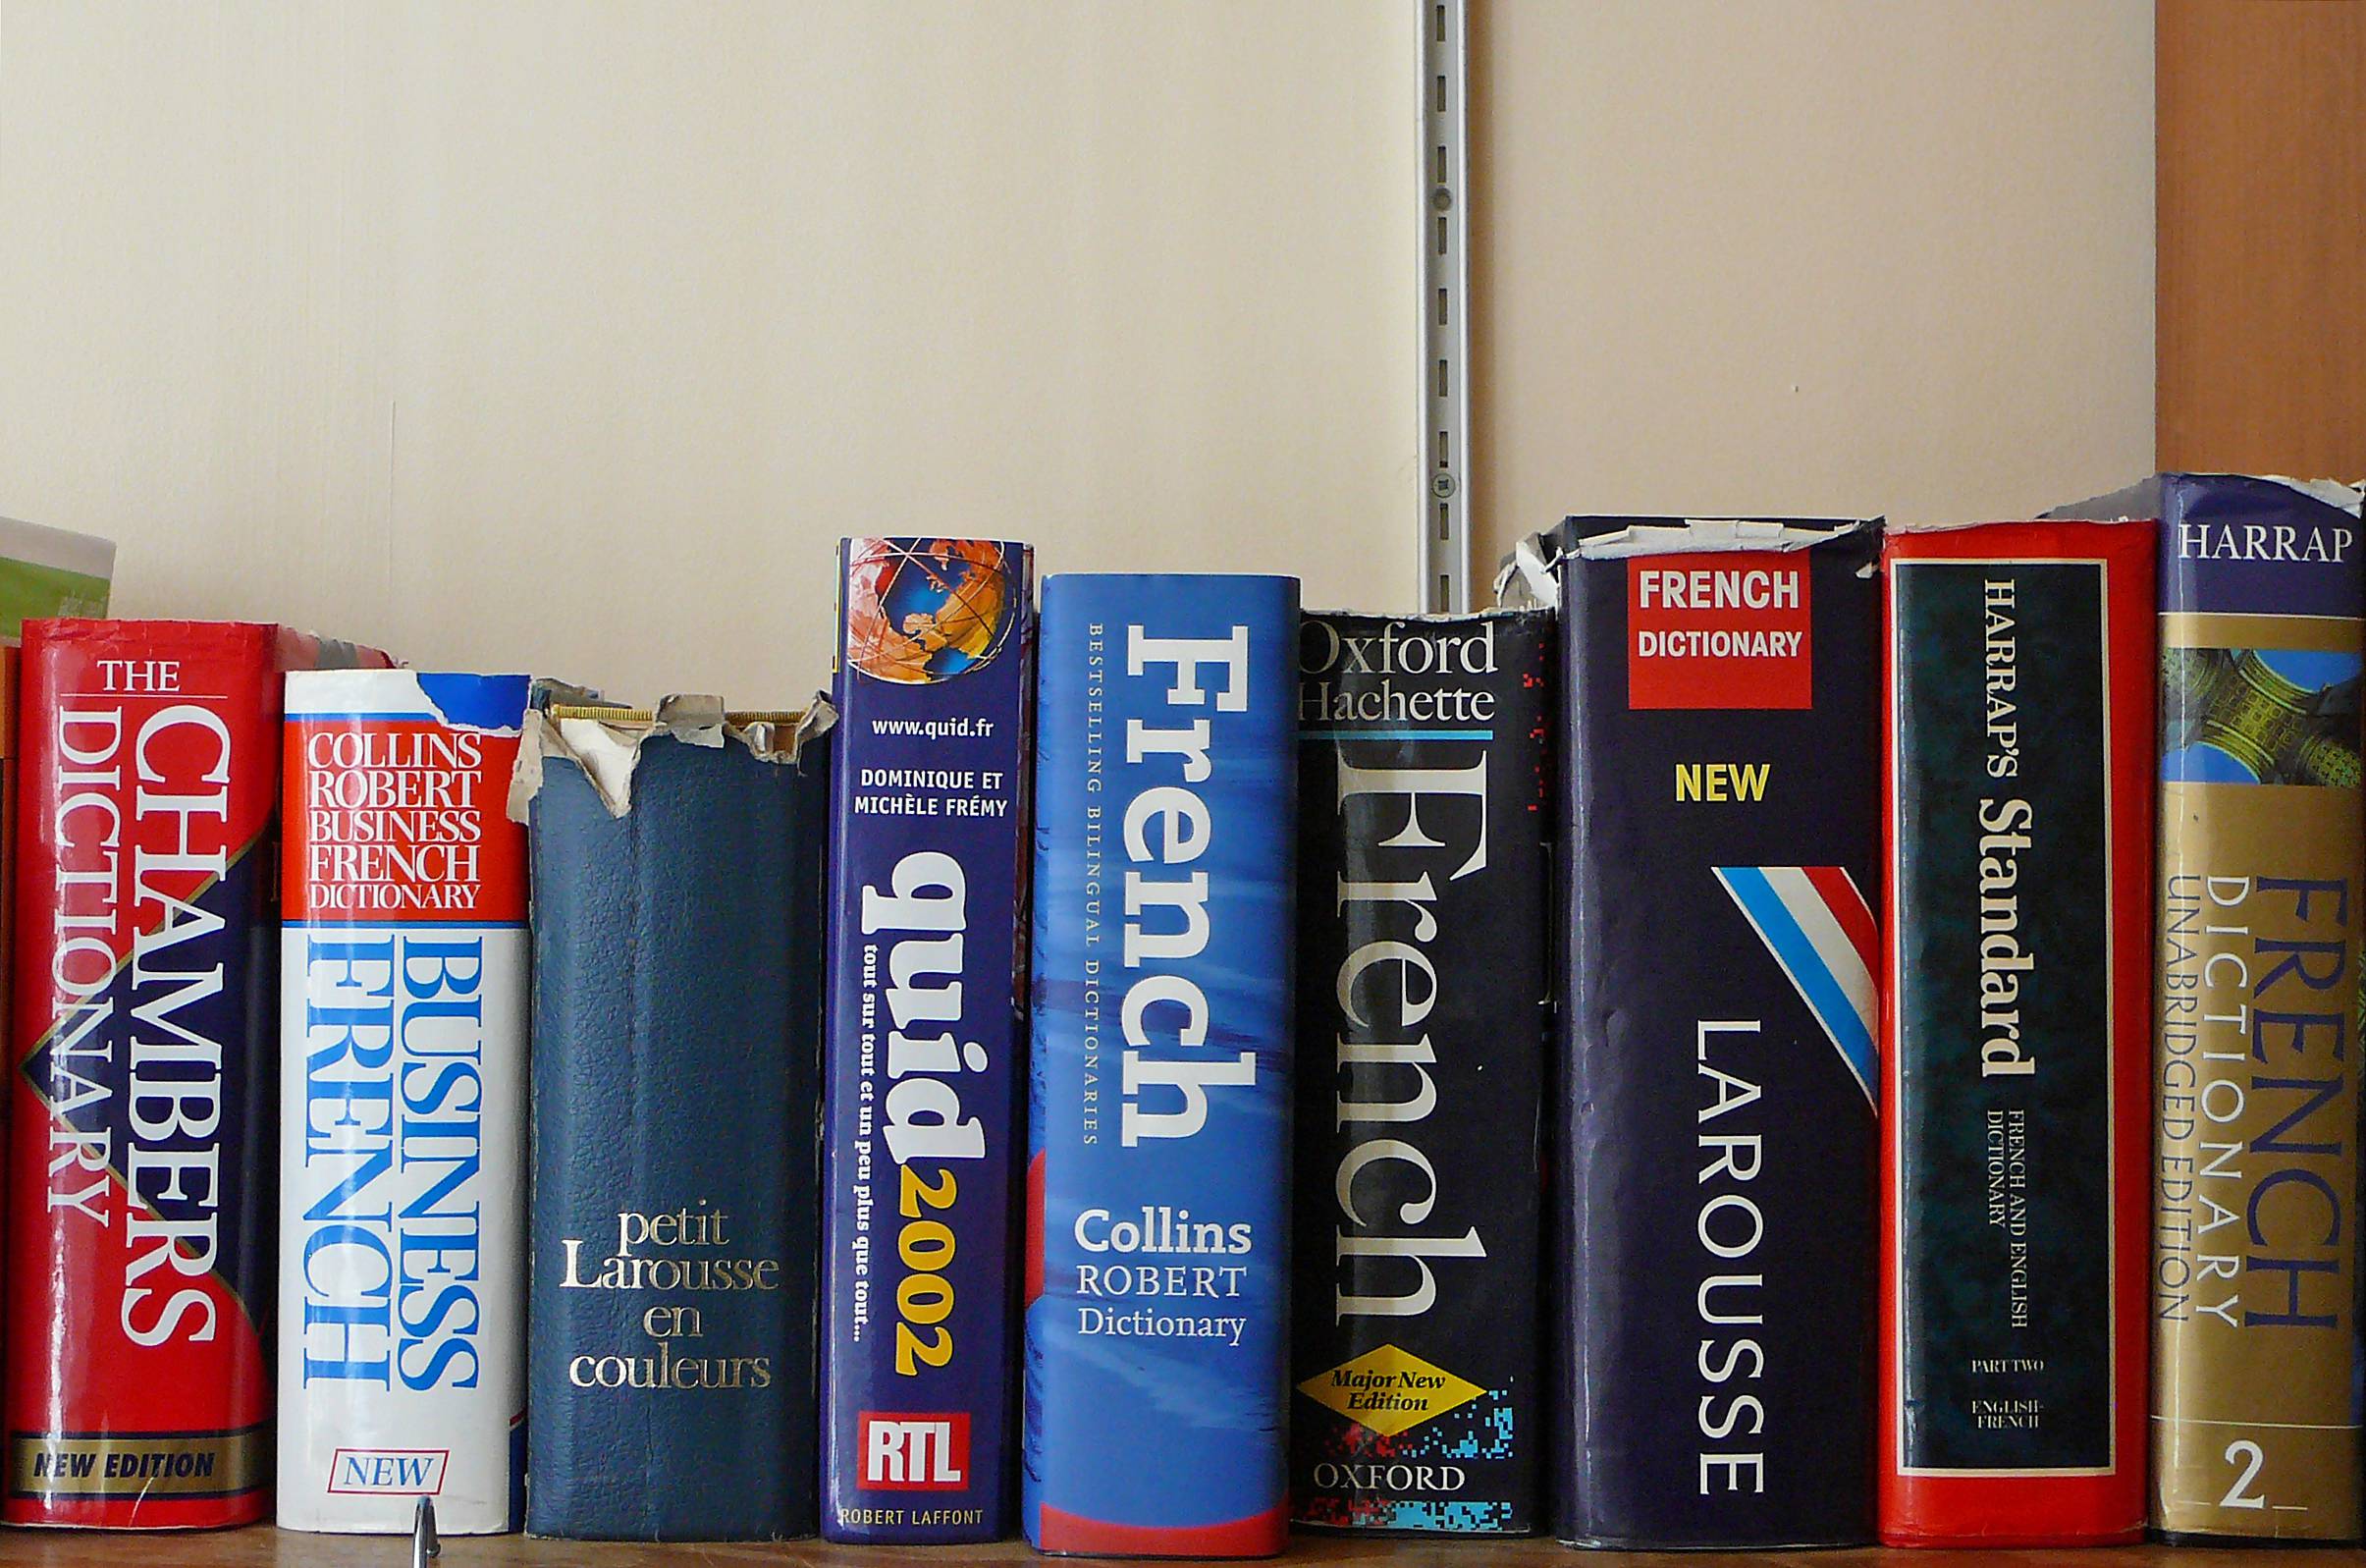 THE
CHAMBERS
DICTIONARY
NEW EDITION
COLLINS
ROBERT
BUSINESS
FRENCH
DICTIONARY
BUSINESS
FRENCH
NEW
petit
Larousse
en
couleurs
www.quid.fr
DOMINIQUE ET
MICHÈLE FRÉMY
quid 2002
tout sur tout et un peu plus que tout...
RTL
ROBERT LAFFONT
French
BESTSELLING BILINGUAL DICTIONARIES
Collins
ROBERT
Dictionary
Oxford
Hachette
French
Major New
Edition
OXFORD
FRENCH
DICTIONARY
NEW
LAROUSSE
HARRAP'S Standard
FRENCH AND ENGLISH
DICTIONARY
PART TWO
ENGLISH-
FRENCH
HARRAP
FRENCH
DICTIONARY
UNABRIDGED EDITION
2